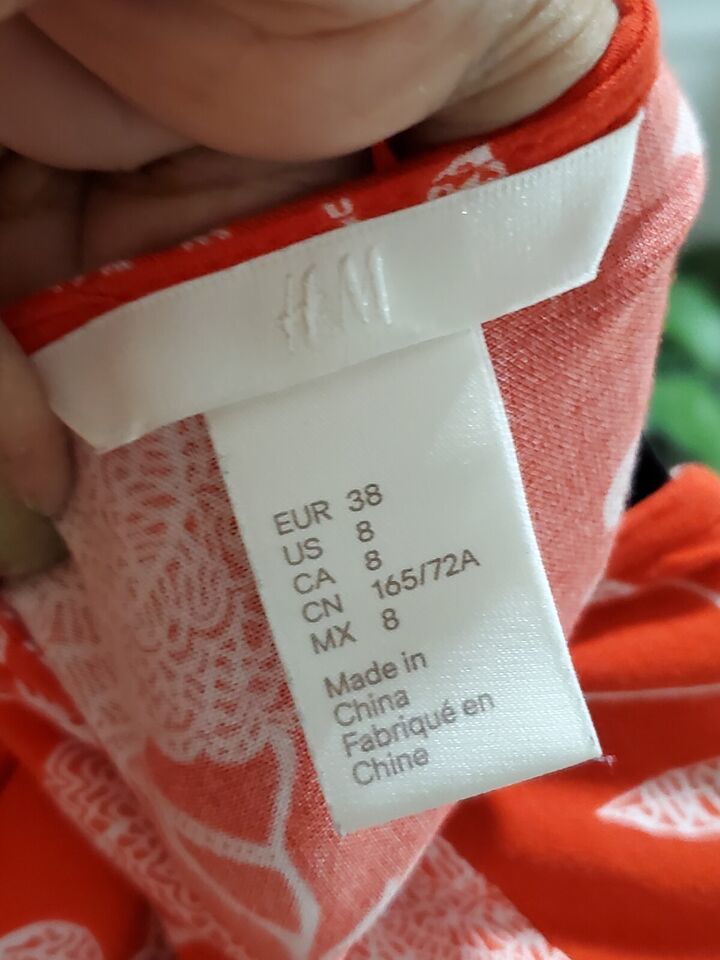 H&M
EUR 38
US 8
CA 8
CN 165/72A
MX 8
Made in
China
Fabriqué en
Chine